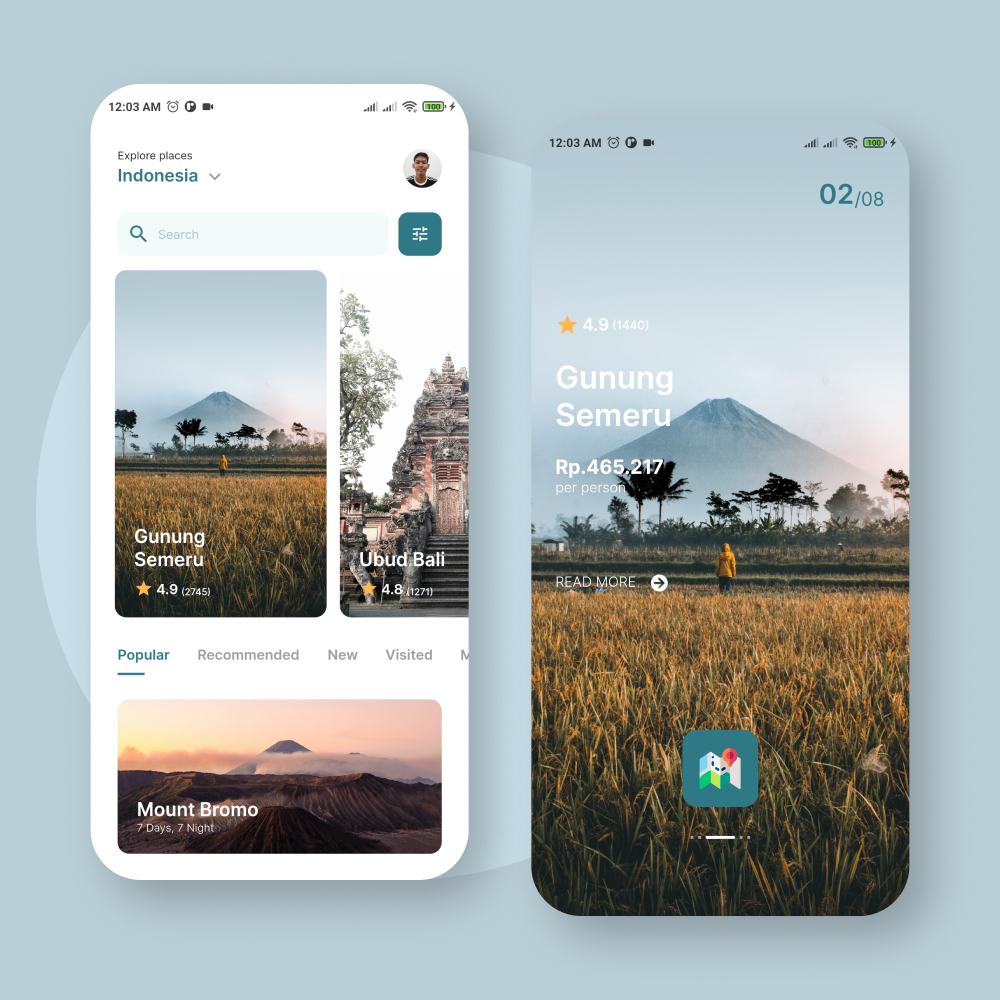 12:03 AM
100
Explore places
Indonesia
Search
Gunung
Semeru
4.9 (2745)
Ubud Bali
4.8 (1271)
Popular Recommended New Visited M
Mount Bromo
7 Days, 7 Night
12:03 AM
100
02/08
4.9 (1440)
Gunung
Semeru
Rp.465.217
per person
READ MORE